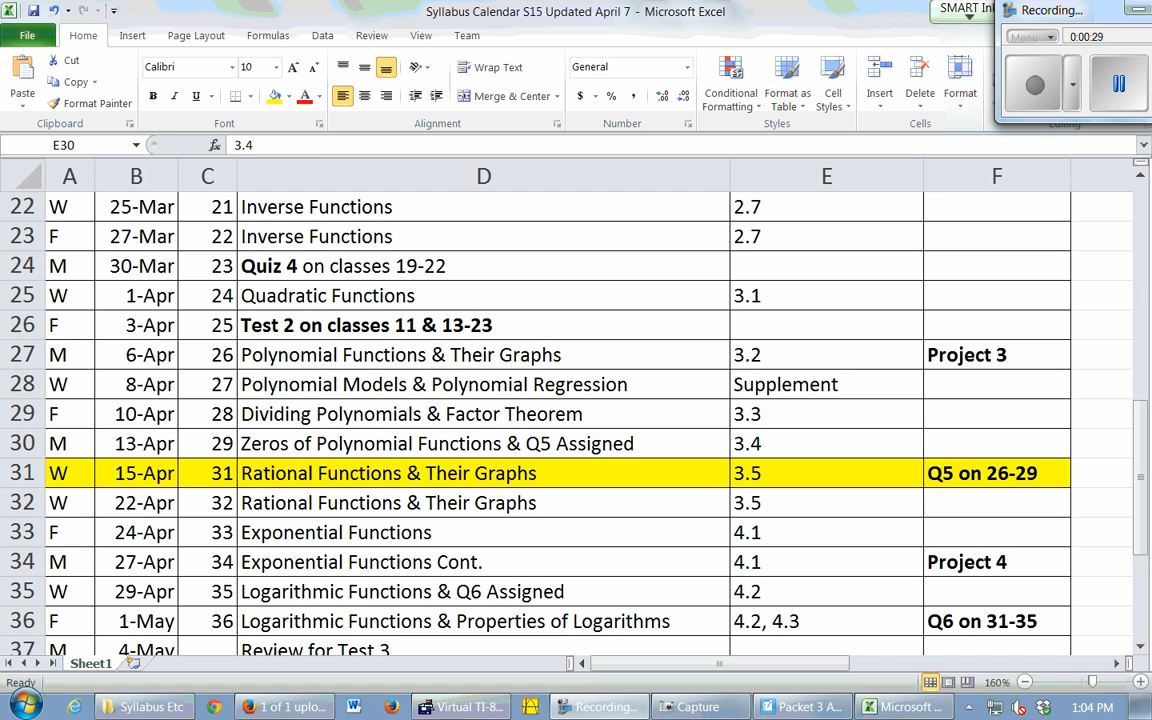 Syllabus Calendar S15 Updated April 7 - Microsoft Excel
SMART Ink
Recording...
File Home Insert Page Layout Formulas Data Review View Team
Menu 0:00:29
Paste Cut Copy Format Painter
Calibri 10
B I U
Wrap Text
Merge & Center
General
$ % ,
Conditional Formatting Format as Table Cell Styles
Insert Delete Format
Clipboard Font Alignment Number Styles Cells Editing
E30 fx 3.4
A B C D E F
22 W 25-Mar 21 Inverse Functions 2.7
23 F 27-Mar 22 Inverse Functions 2.7
24 M 30-Mar 23 Quiz 4 on classes 19-22
25 W 1-Apr 24 Quadratic Functions 3.1
26 F 3-Apr 25 Test 2 on classes 11 & 13-23
27 M 6-Apr 26 Polynomial Functions & Their Graphs 3.2 Project 3
28 W 8-Apr 27 Polynomial Models & Polynomial Regression Supplement
29 F 10-Apr 28 Dividing Polynomials & Factor Theorem 3.3
30 M 13-Apr 29 Zeros of Polynomial Functions & Q5 Assigned 3.4
31 W 15-Apr 31 Rational Functions & Their Graphs 3.5 Q5 on 26-29
32 W 22-Apr 32 Rational Functions & Their Graphs 3.5
33 F 24-Apr 33 Exponential Functions 4.1
34 M 27-Apr 34 Exponential Functions Cont. 4.1 Project 4
35 W 29-Apr 35 Logarithmic Functions & Q6 Assigned 4.2
36 F 1-May 36 Logarithmic Functions & Properties of Logarithms 4.2, 4.3 Q6 on 31-35
37 M 4-May Review for Test 3
Sheet1
Ready 160%
Syllabus Etc 1 of 1 uplo... Virtual TI-8... Recording... Capture Packet 3 A... Microsoft ... 1:04 PM